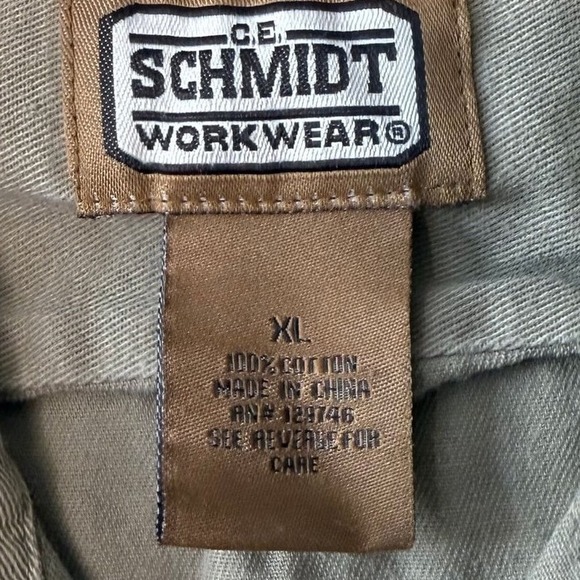 C.E.
SCHMIDT
WORKWEAR®
XL
100% COTTON
MADE IN CHINA
RN# 129746
SEE REVERSE FOR
CARE